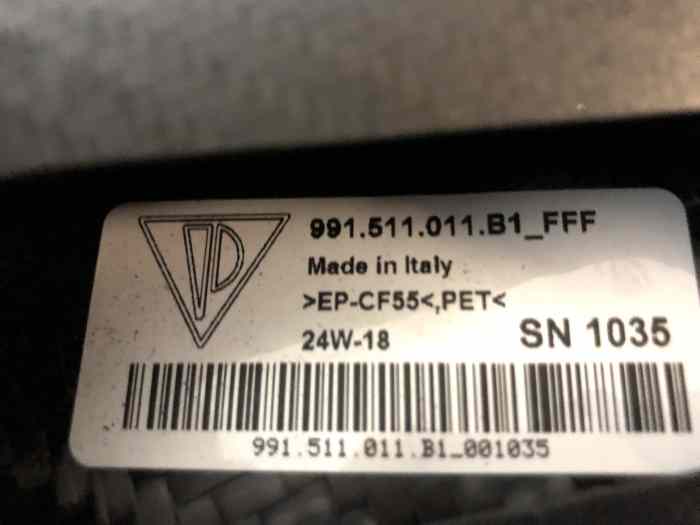 991.511.011.B1_FFF
Made in Italy
>EP-CF55<,PET<
24W-18 SN 1035
991.511.011.B1_001035